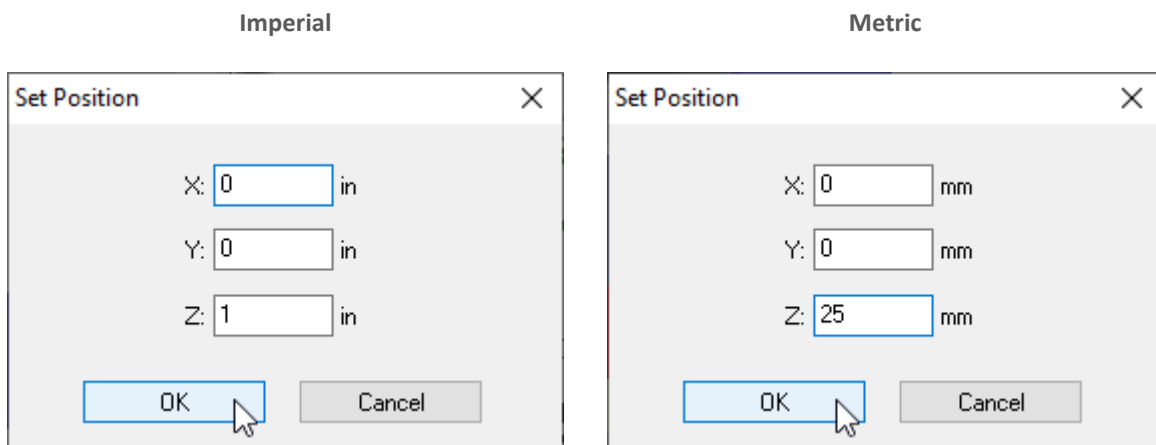 Imperial
Metric
Set Position
X: 0 in
Y: 0 in
Z: 1 in
OK Cancel
Set Position
X: 0 mm
Y: 0 mm
Z: 25 mm
OK Cancel